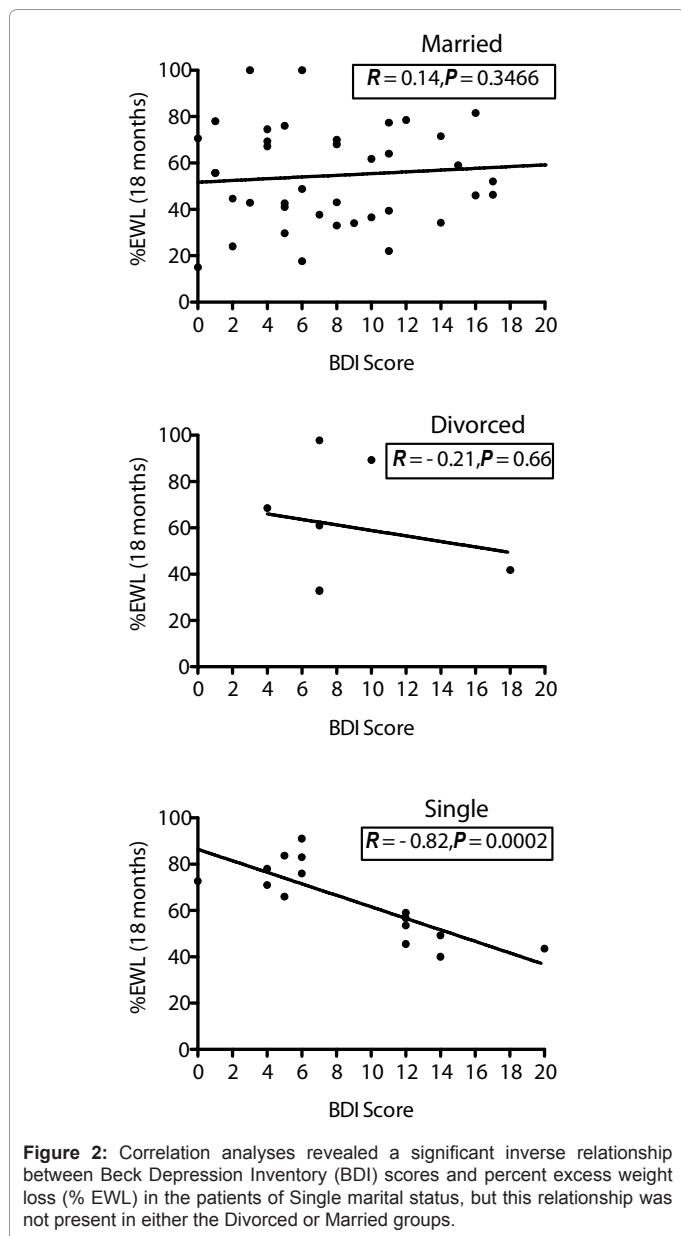 Married
R = 0.14,P = 0.3466
100
80
60
40
20
0
%EWL (18 months)
0 2 4 6 8 10 12 14 16 18 20
BDI Score
Divorced
R = - 0.21,P = 0.66
100
80
60
40
20
0
%EWL (18 months)
0 2 4 6 8 10 12 14 16 18 20
BDI Score
Single
R = - 0.82,P = 0.0002
100
80
60
40
20
0
%EWL (18 months)
0 2 4 6 8 10 12 14 16 18 20
BDI Score
Figure 2: Correlation analyses revealed a significant inverse relationship
between Beck Depression Inventory (BDI) scores and percent excess weight
loss (% EWL) in the patients of Single marital status, but this relationship was
not present in either the Divorced or Married groups.